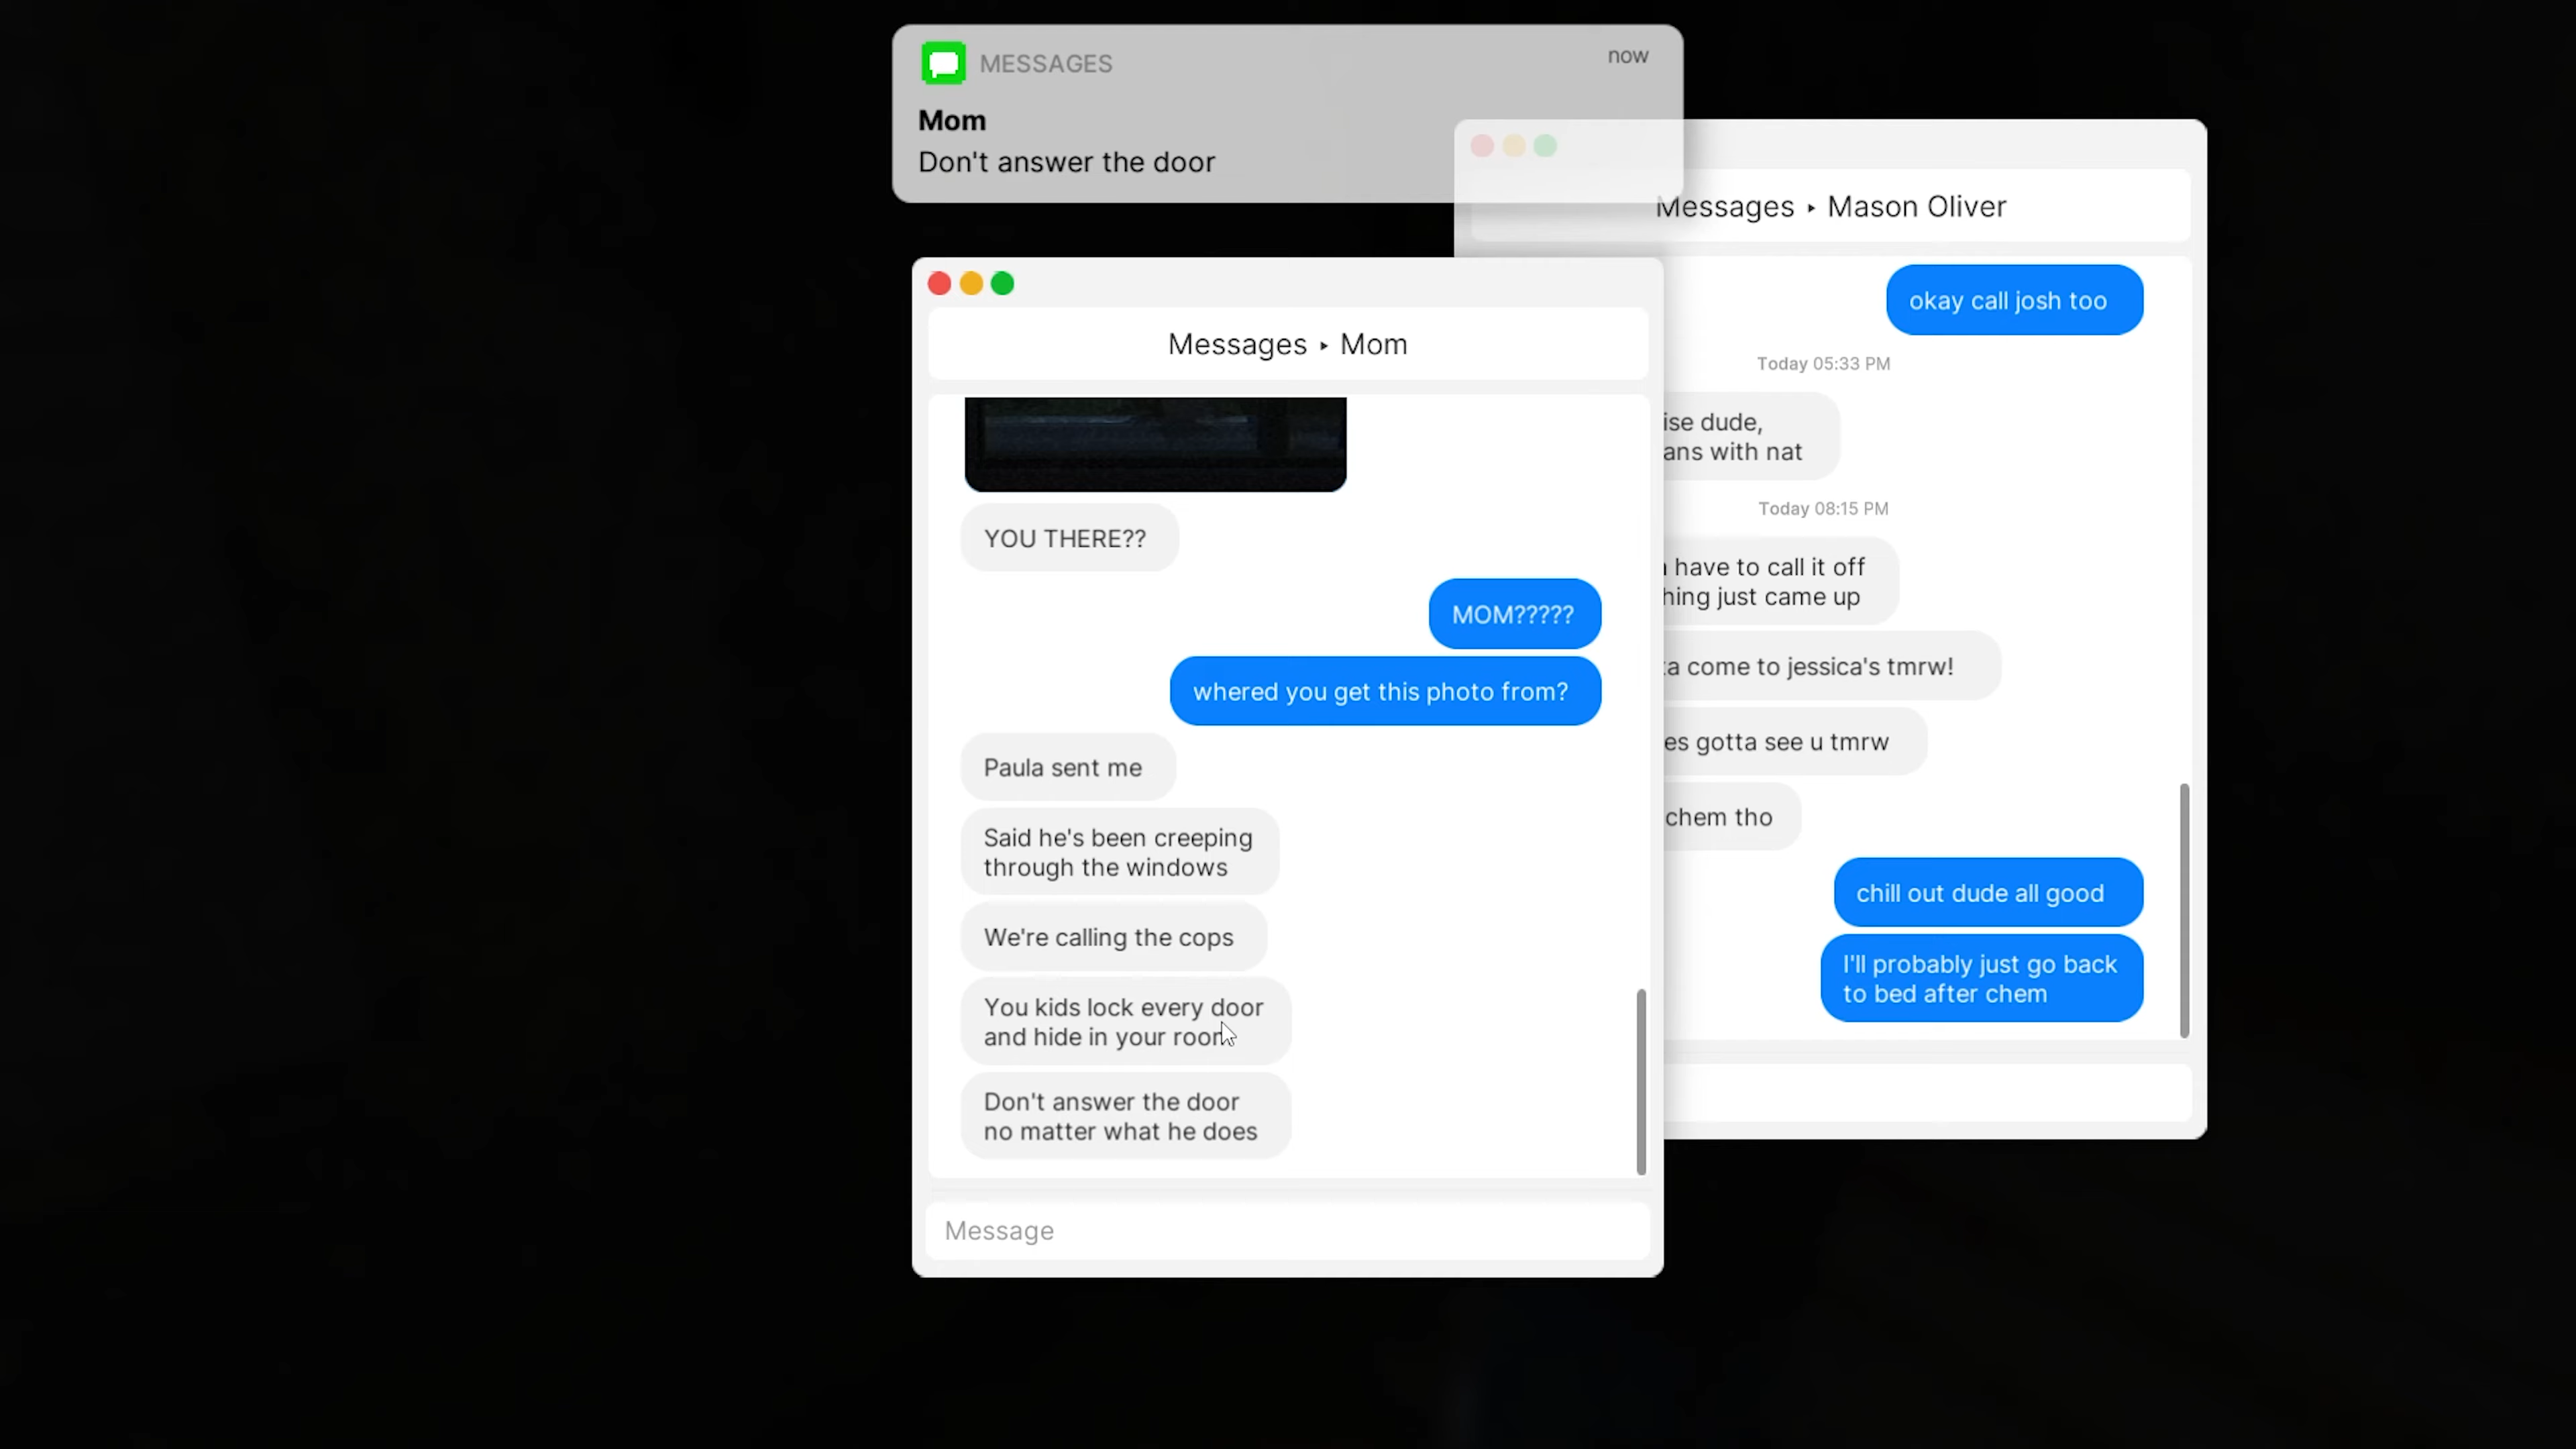 MESSAGES
now
Mom
Don't answer the door
Messages ▸ Mason Oliver
okay call josh too
Today 05:33 PM
dude,
with nat
Today 08:15 PM
have to call it off
just came up
come to jessica's tmrw!
gotta see u tmrw
chem tho
chill out dude all good
I'll probably just go back
to bed after chem
Messages ▸ Mom
YOU THERE??
MOM?????
whered you get this photo from?
Paula sent me
Said he's been creeping
through the windows
We're calling the cops
You kids lock every door
and hide in your room
Don't answer the door
no matter what he does
Message